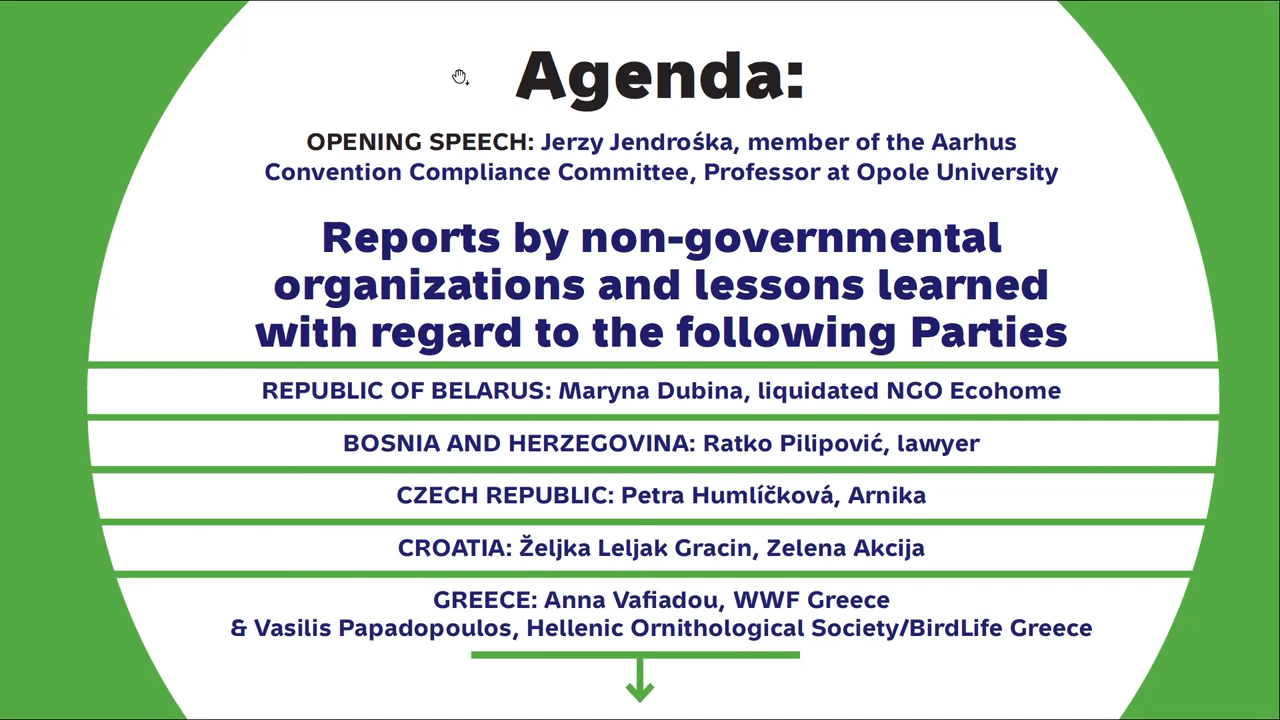 Agenda:
OPENING SPEECH: Jerzy Jendrośka, member of the Aarhus
Convention Compliance Committee, Professor at Opole University
Reports by non-governmental
organizations and lessons learned
with regard to the following Parties
REPUBLIC OF BELARUS: Maryna Dubina, liquidated NGO Ecohome
BOSNIA AND HERZEGOVINA: Ratko Pilipović, lawyer
CZECH REPUBLIC: Petra Humlíčková, Arnika
CROATIA: Željka Leljak Gracin, Zelena Akcija
GREECE: Anna Vafiadou, WWF Greece
& Vasilis Papadopoulos, Hellenic Ornithological Society/BirdLife Greece